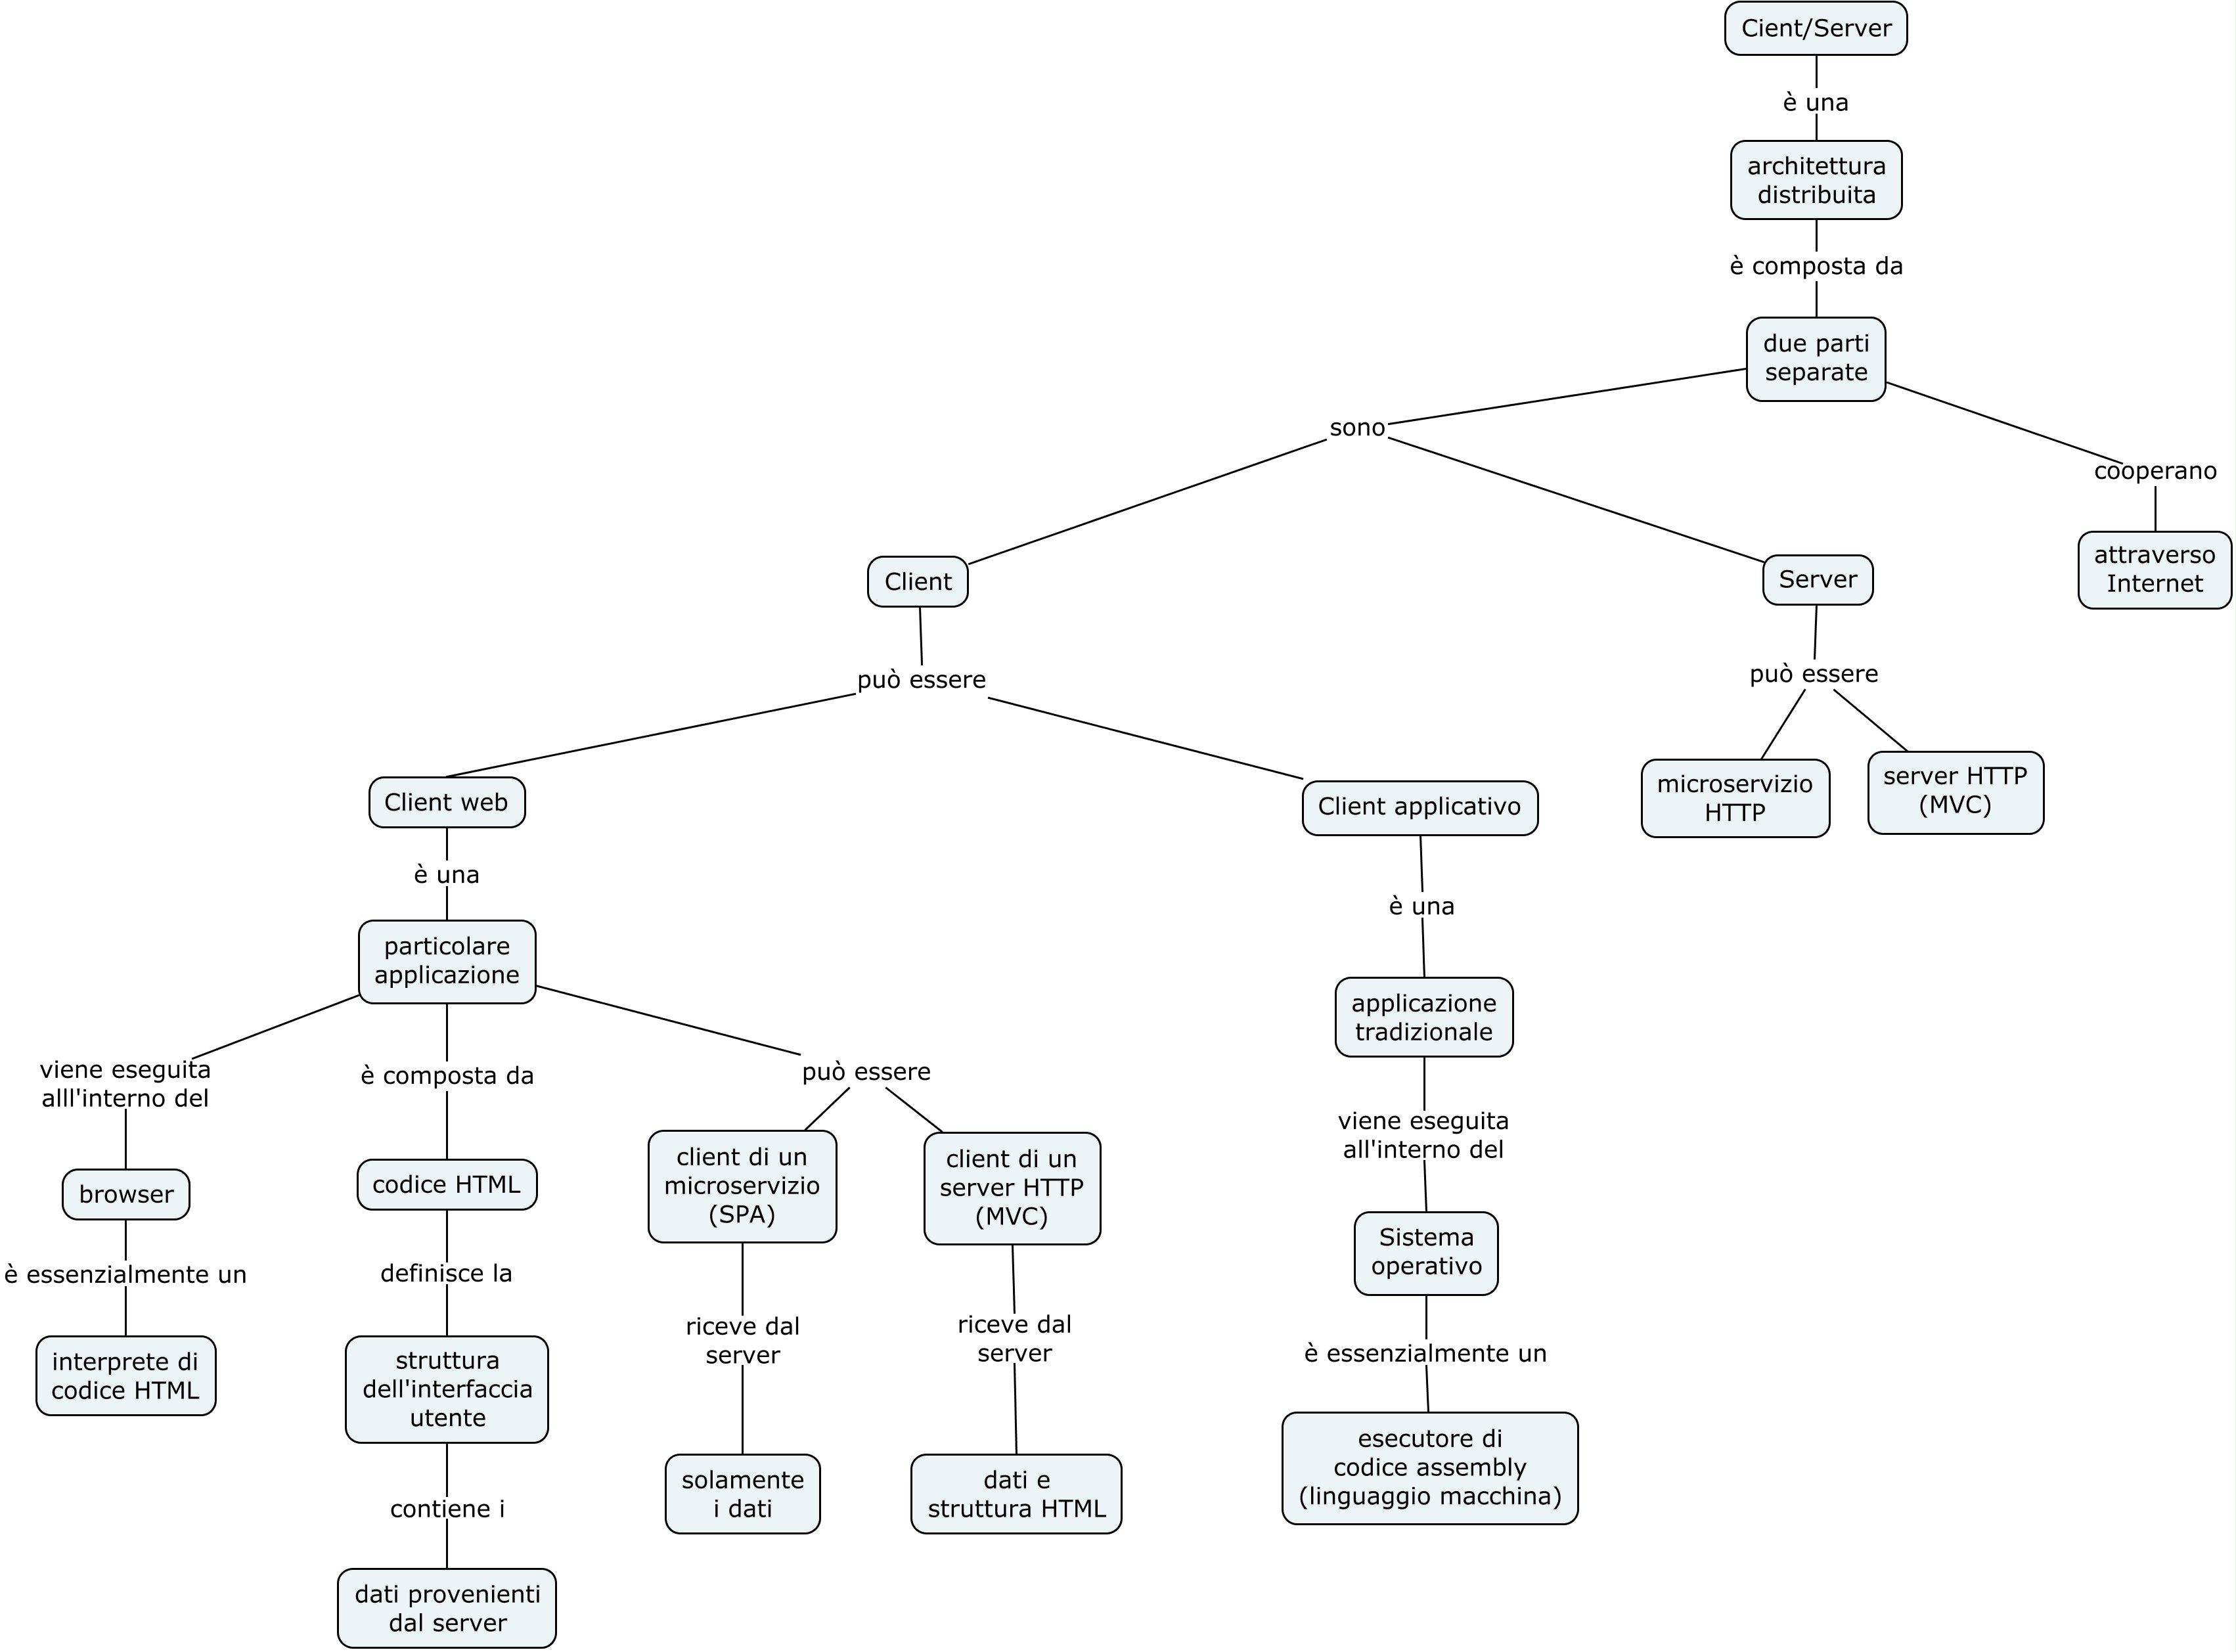 Cient/Server
è una
architettura
distribuita
è composta da
due parti
separate
sono
cooperano
attraverso
Internet
Client
Server
può essere
può essere
microservizio
HTTP
server HTTP
(MVC)
Client web
Client applicativo
è una
particolare
applicazione
viene eseguita
alll'interno del
browser
è essenzialmente un
interprete di
codice HTML
è composta da
codice HTML
definisce la
struttura
dell'interfaccia
utente
contiene i
dati provenienti
dal server
può essere
client di un
microservizio
(SPA)
riceve dal
server
solamente
i dati
client di un
server HTTP
(MVC)
riceve dal
server
dati e
struttura HTML
è una
applicazione
tradizionale
viene eseguita
all'interno del
Sistema
operativo
è essenzialmente un
esecutore di
codice assembly
(linguaggio macchina)